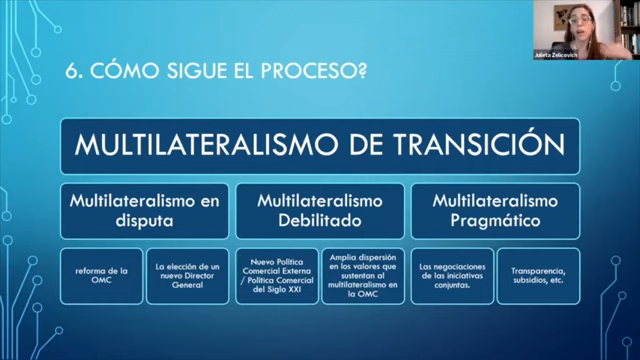 Julieta Zelicovich
6. CÓMO SIGUE EL PROCESO?
MULTILATERALISMO DE TRANSICIÓN
Multilateralismo en
disputa
Multilateralismo
Debilitado
Multilateralismo
Pragmático
reforma de la
OMC
La elección de un
nuevo Director
General
Nuevo Política
Comercial Externa
/ Política Comercial
del Siglo XXI
Amplia dispersión
en los valores que
sustentan al
multilateralismo en
la OMC
Las negociaciones
de las iniciativas
conjuntas.
Transparencia,
subsidios, etc.